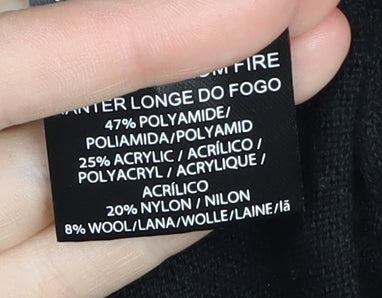 FIRE
MANTER LONGE DO FOGO
47% POLYAMIDE/
POLIAMIDA/POLYAMID
25% ACRYLIC / ACRÍLICO /
POLYACRYL / ACRYLIQUE /
ACRÍLICO
20% NYLON / NILON
8% WOOL/LANA/WOLLE/LAINE/lã